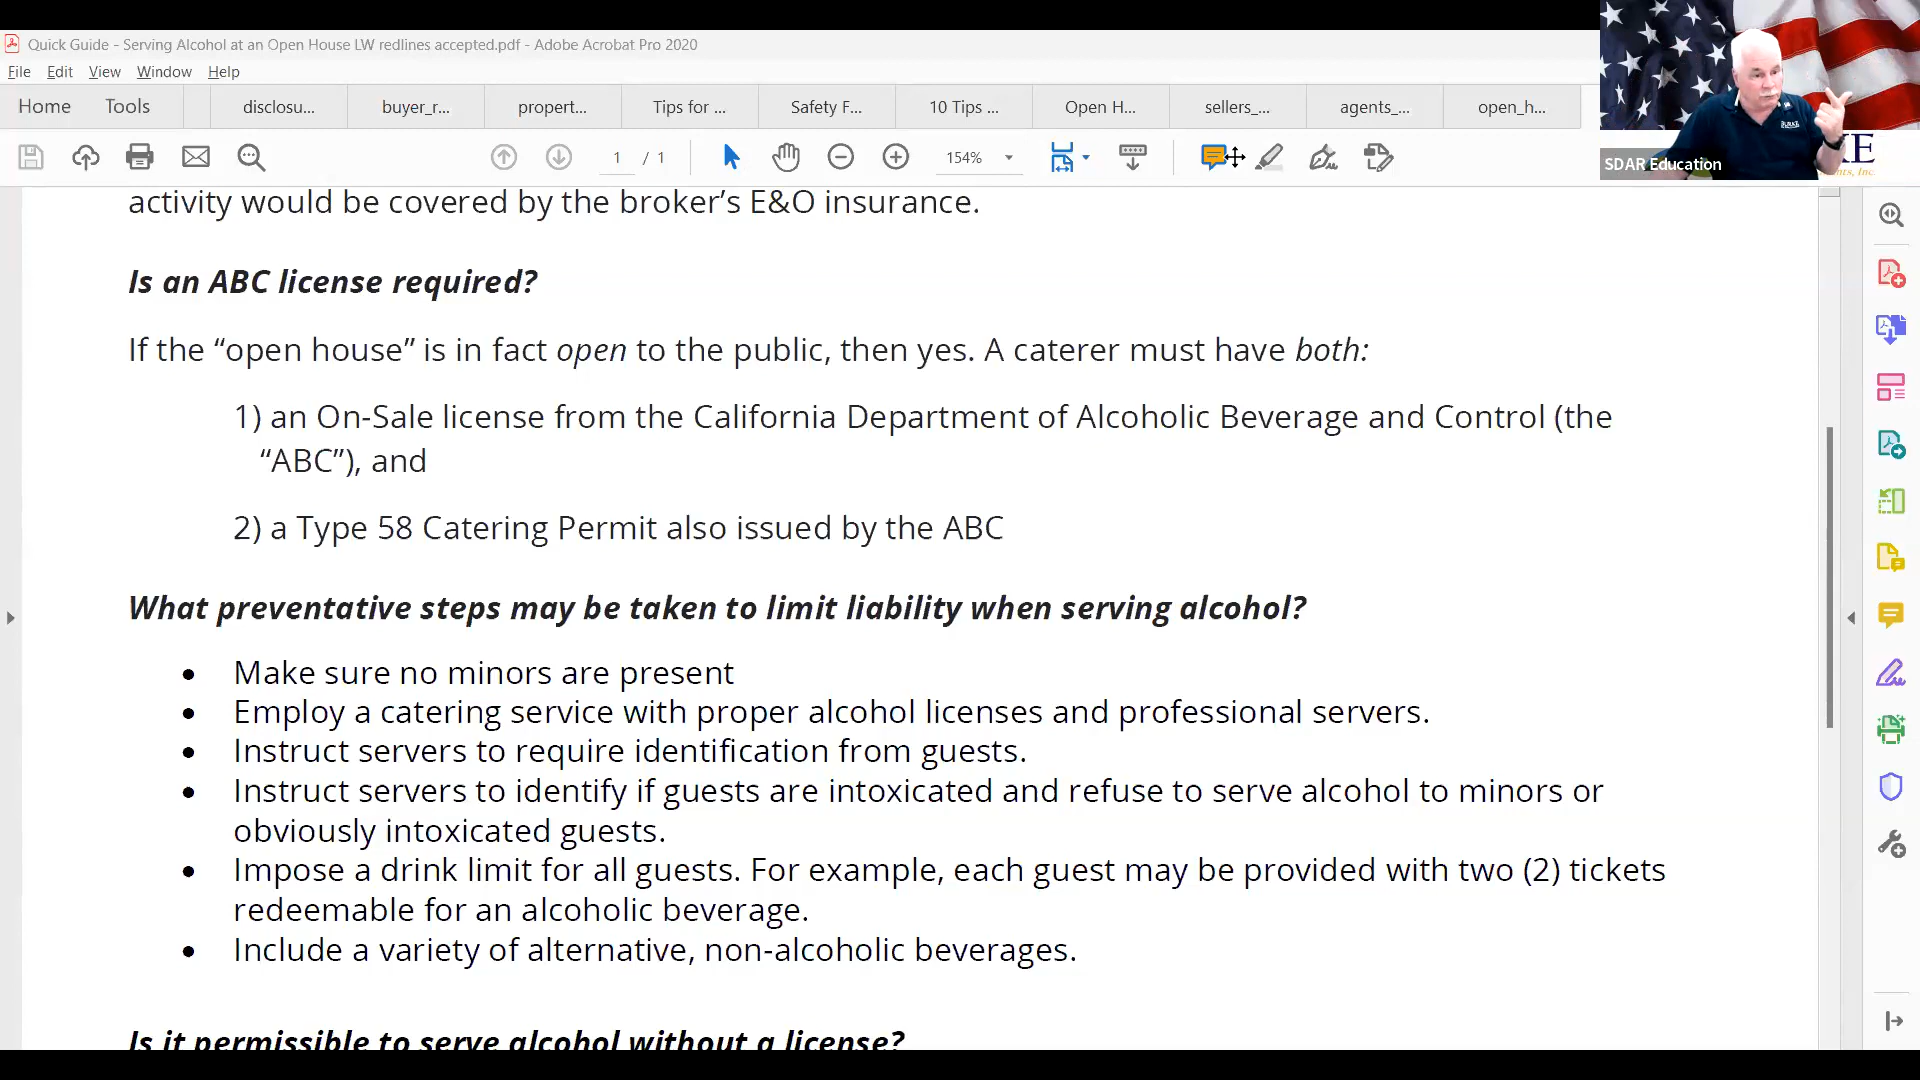 Quick Guide - Serving Alcohol at an Open House LW redlines accepted.pdf - Adobe Acrobat Pro 2020
File Edit View Window Help
Home Tools disclosu... buyer_r... propert... Tips for ... Safety F... 10 Tips ... Open H... sellers_... agents_... open_h...
1 / 1 154%
SDAR Education
activity would be covered by the broker’s E&O insurance.
Is an ABC license required?
If the “open house” is in fact open to the public, then yes. A caterer must have both:
1) an On-Sale license from the California Department of Alcoholic Beverage and Control (the
“ABC”), and
2) a Type 58 Catering Permit also issued by the ABC
What preventative steps may be taken to limit liability when serving alcohol?
• Make sure no minors are present
• Employ a catering service with proper alcohol licenses and professional servers.
• Instruct servers to require identification from guests.
• Instruct servers to identify if guests are intoxicated and refuse to serve alcohol to minors or
obviously intoxicated guests.
• Impose a drink limit for all guests. For example, each guest may be provided with two (2) tickets
redeemable for an alcoholic beverage.
• Include a variety of alternative, non-alcoholic beverages.
Is it permissible to serve alcohol without a license?